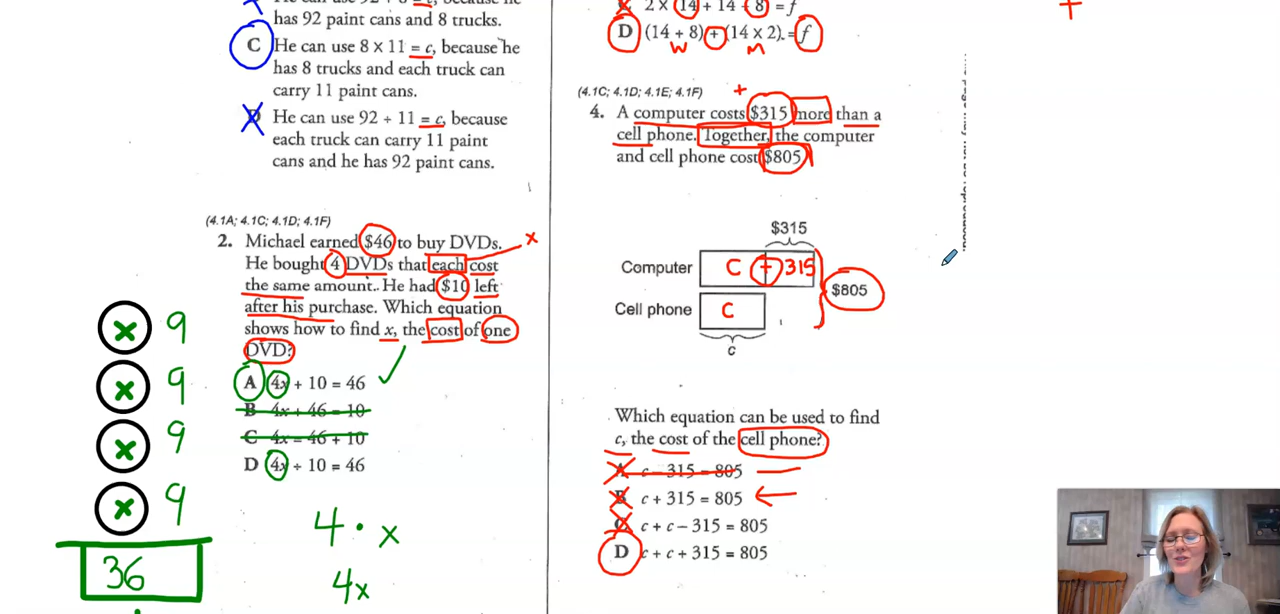 has 92 paint cans and 8 trucks.
C He can use 8 x 11 = c, because he
has 8 trucks and each truck can
carry 11 paint cans.
He can use 92 ÷ 11 = c, because
each truck can carry 11 paint
cans and he has 92 paint cans.
(4.1A; 4.1C; 4.1D; 4.1F)
2. Michael earned $46 to buy DVDs. x
He bought 4 DVDs that each cost
the same amount. He had $10 left
after his purchase. Which equation
shows how to find x, the cost of one
DVD?
A 4x + 10 = 46
B 4x + 46 = 10
C 4x = 46 + 10
D 4x ÷ 10 = 46
x 9
x 9
x 9
x 9
36
4 · x
4x
2 × 14 + 14 + 8 = f
D (14 + 8) + (14 × 2) = f
W M
+
(4.1C; 4.1D; 4.1E; 4.1F) +
4. A computer costs $315 more than a
cell phone. Together, the computer
and cell phone cost $805
$315
Computer C + 315
$805
Cell phone C
c
Which equation can be used to find
c, the cost of the cell phone?
A c − 315 = 805
B c + 315 = 805
C c + c − 315 = 805
D c + c + 315 = 805